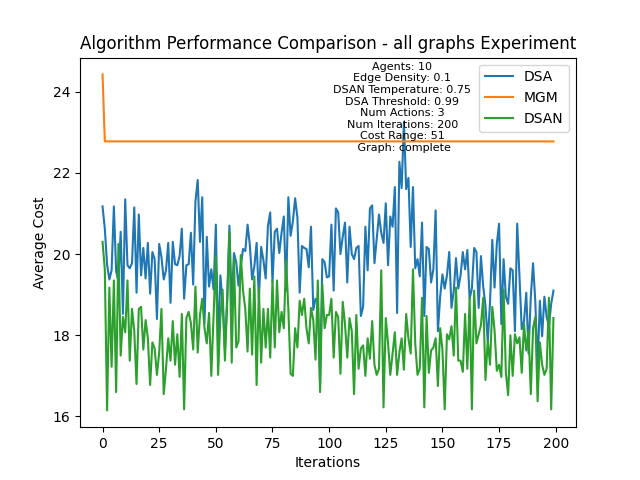 Algorithm Performance Comparison - all graphs Experiment
Agents: 10
Edge Density: 0.1
DSAN Temperature: 0.75
DSA Threshold: 0.99
Num Actions: 3
Num Iterations: 200
Cost Range: 51
Graph: complete
DSA
MGM
DSAN
Average Cost
24
22
20
18
16
0
25
50
75
100
125
150
175
200
Iterations